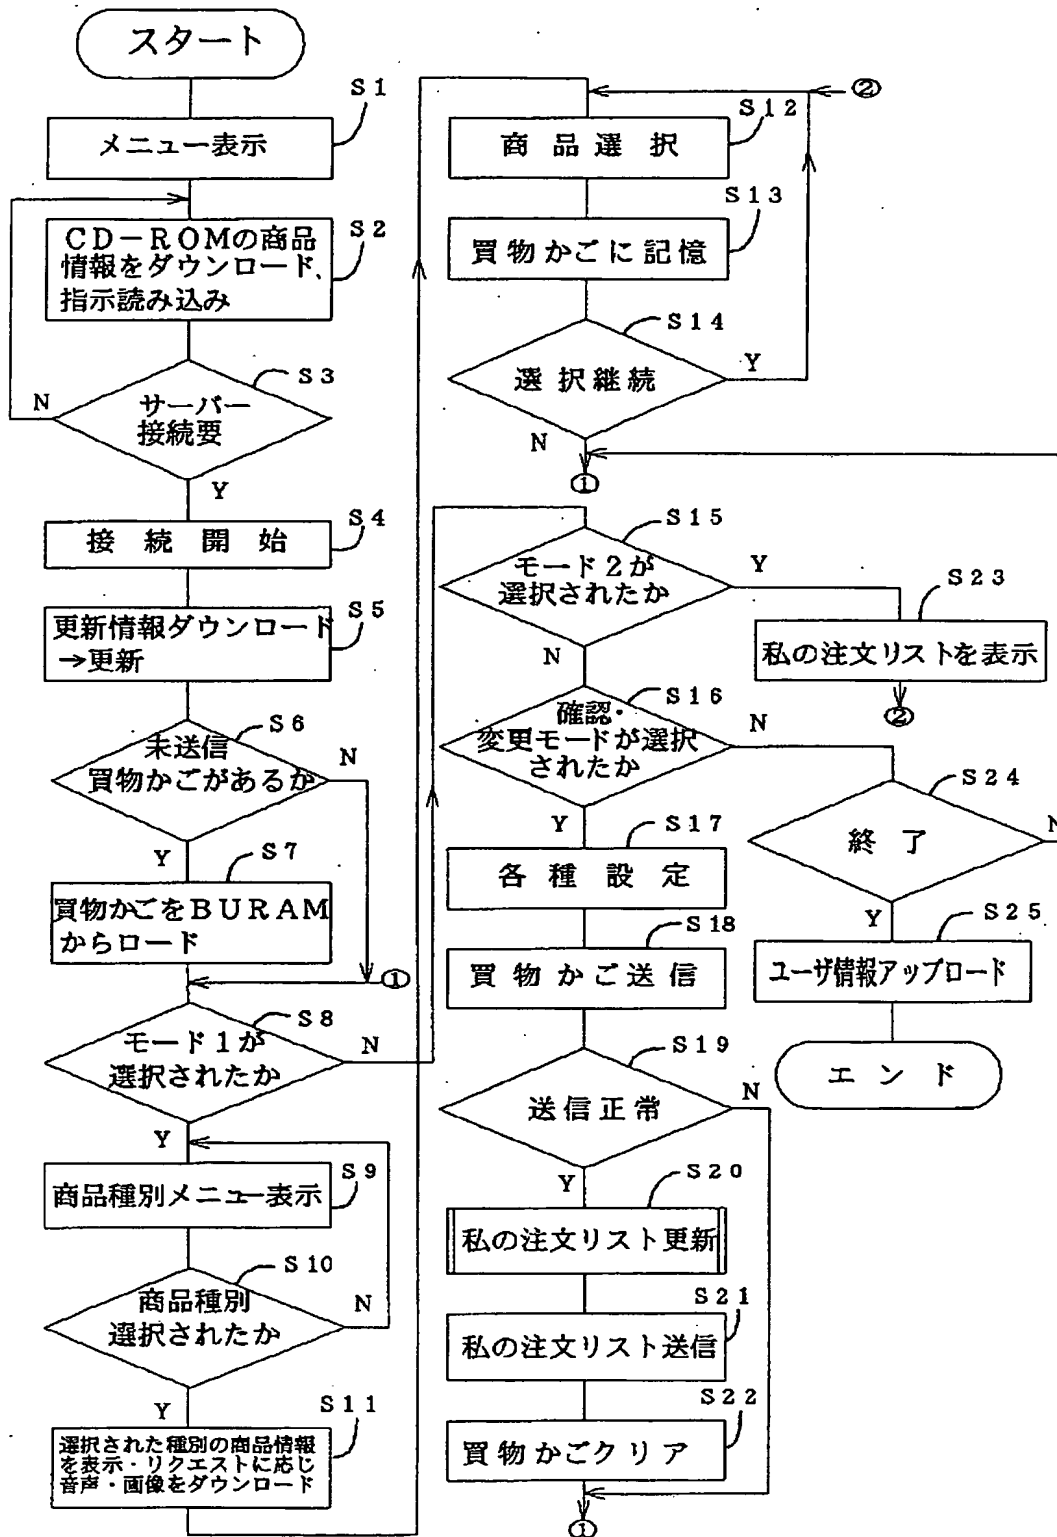 スタート
S1
メニュー表示
S2
CD-ROMの商品
情報をダウンロード、
指示読み込み
S3
サーバー
接続要
N
Y
S4
接続開始
S5
更新情報ダウンロード
→更新
S6
未送信
買物かごがあるか
N
Y
S7
買物かごをBURAM
からロード
①
S8
モード1が
選択されたか
N
Y
S9
商品種別メニュー表示
S10
商品種別
選択されたか
N
Y
S11
選択された種別の商品情報
を表示・リクエストに応じ
音声・画像をダウンロード
②
S12
商品選択
S13
買物かごに記憶
S14
選択継続
Y
N
①
S15
モード2が
選択されたか
Y
N
S16
確認・
変更モードが選択
されたか
N
Y
S17
各種設定
S18
買物かご送信
S19
送信正常
N
Y
S20
私の注文リスト更新
S21
私の注文リスト送信
S22
買物かごクリア
①
S23
私の注文リストを表示
②
S24
終了
N
Y
S25
ユーザ情報アップロード
エンド